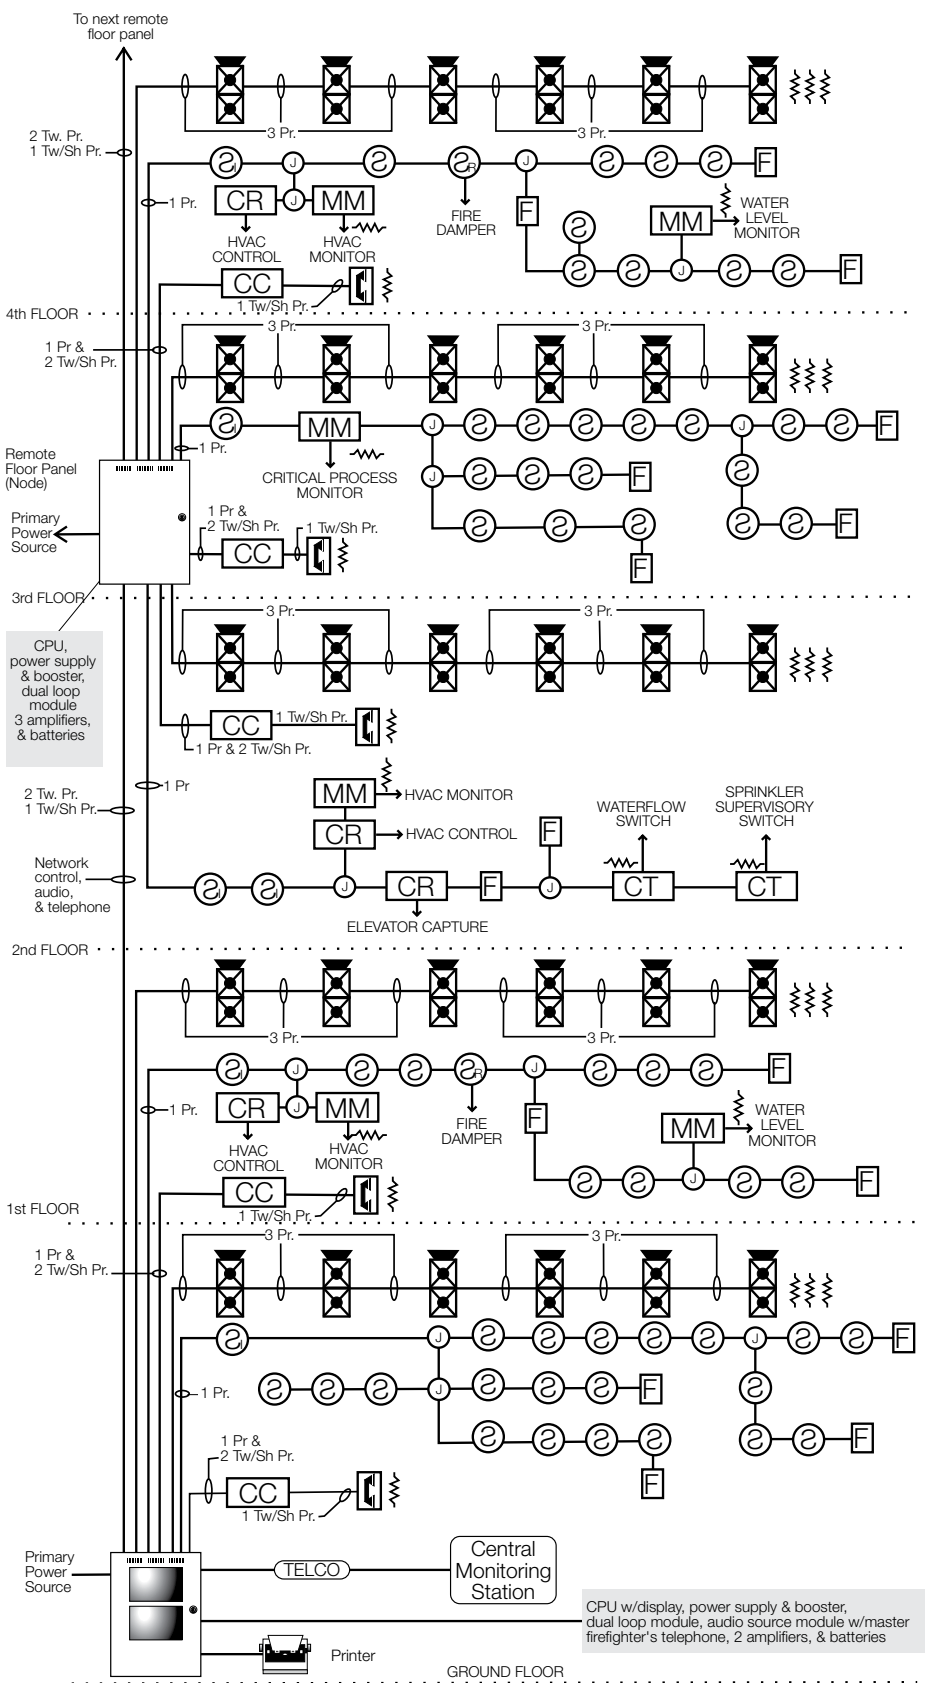 To next remote
floor panel
3 Pr.
3 Pr.
2 Tw. Pr.
1 Tw/Sh Pr.
S I
J
S
S R
J
S
S
S
F
1 Pr.
CR
J
MM
FIRE
DAMPER
F
MM
WATER
LEVEL
MONITOR
HVAC
CONTROL
HVAC
MONITOR
S
S
S
J
S
S
F
CC
1 Tw/Sh Pr.
4th FLOOR
3 Pr.
3 Pr.
1 Pr &
2 Tw/Sh Pr.
S I
MM
J
S
S
S
S
S
J
S
S
F
1 Pr.
CRITICAL PROCESS
MONITOR
J
S
S
S
F
S
Remote
Floor Panel
(Node)
Primary
Power
Source
1 Pr &
2 Tw/Sh Pr.
1 Tw/Sh Pr.
CC
S
S
S
S
S
F
F
3rd FLOOR
3 Pr.
3 Pr.
CPU,
power supply
& booster,
dual loop
module
3 amplifiers,
& batteries
CC
1 Tw/Sh Pr.
1 Pr & 2 Tw/Sh Pr.
1 Pr
2 Tw. Pr.
1 Tw/Sh Pr.
MM
HVAC MONITOR
CR
HVAC CONTROL
F
WATERFLOW
SWITCH
SPRINKLER
SUPERVISORY
SWITCH
Network
control,
audio,
& telephone
S I
S I
J
CR
F
J
CT
CT
ELEVATOR CAPTURE
2nd FLOOR
3 Pr.
3 Pr.
S I
J
S
S
S R
J
S
S
S
F
1 Pr.
CR
J
MM
FIRE
DAMPER
F
MM
WATER
LEVEL
MONITOR
HVAC
CONTROL
HVAC
MONITOR
S
S
J
S
S
F
CC
1 Tw/Sh Pr.
1st FLOOR
3 Pr.
3 Pr.
1 Pr &
2 Tw/Sh Pr.
S I
J
S
S
S
S
S
J
S
S
F
1 Pr.
S
S
S
J
S
S
S
F
S
S
S
S
S
F
S
S
F
1 Pr &
2 Tw/Sh Pr.
CC
1 Tw/Sh Pr.
Primary
Power
Source
TELCO
Central
Monitoring
Station
CPU w/display, power supply & booster,
dual loop module, audio source module w/master
firefighter's telephone, 2 amplifiers, & batteries
Printer
GROUND FLOOR